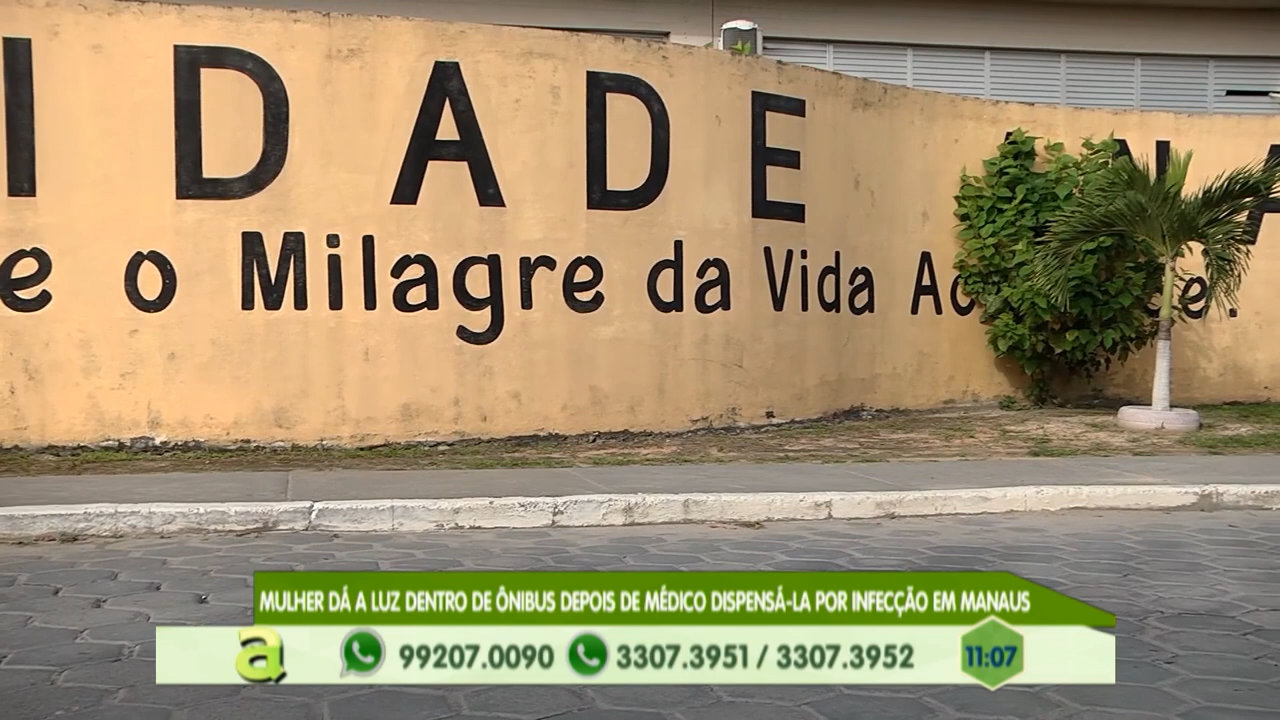 IDADE
e o Milagre da Vida
MULHER DÁ A LUZ DENTRO DE ÔNIBUS DEPOIS DE MÉDICO DISPENSÁ-LA POR INFECÇÃO EM MANAUS
a 99207.0090 3307.3951 / 3307.3952 11:07